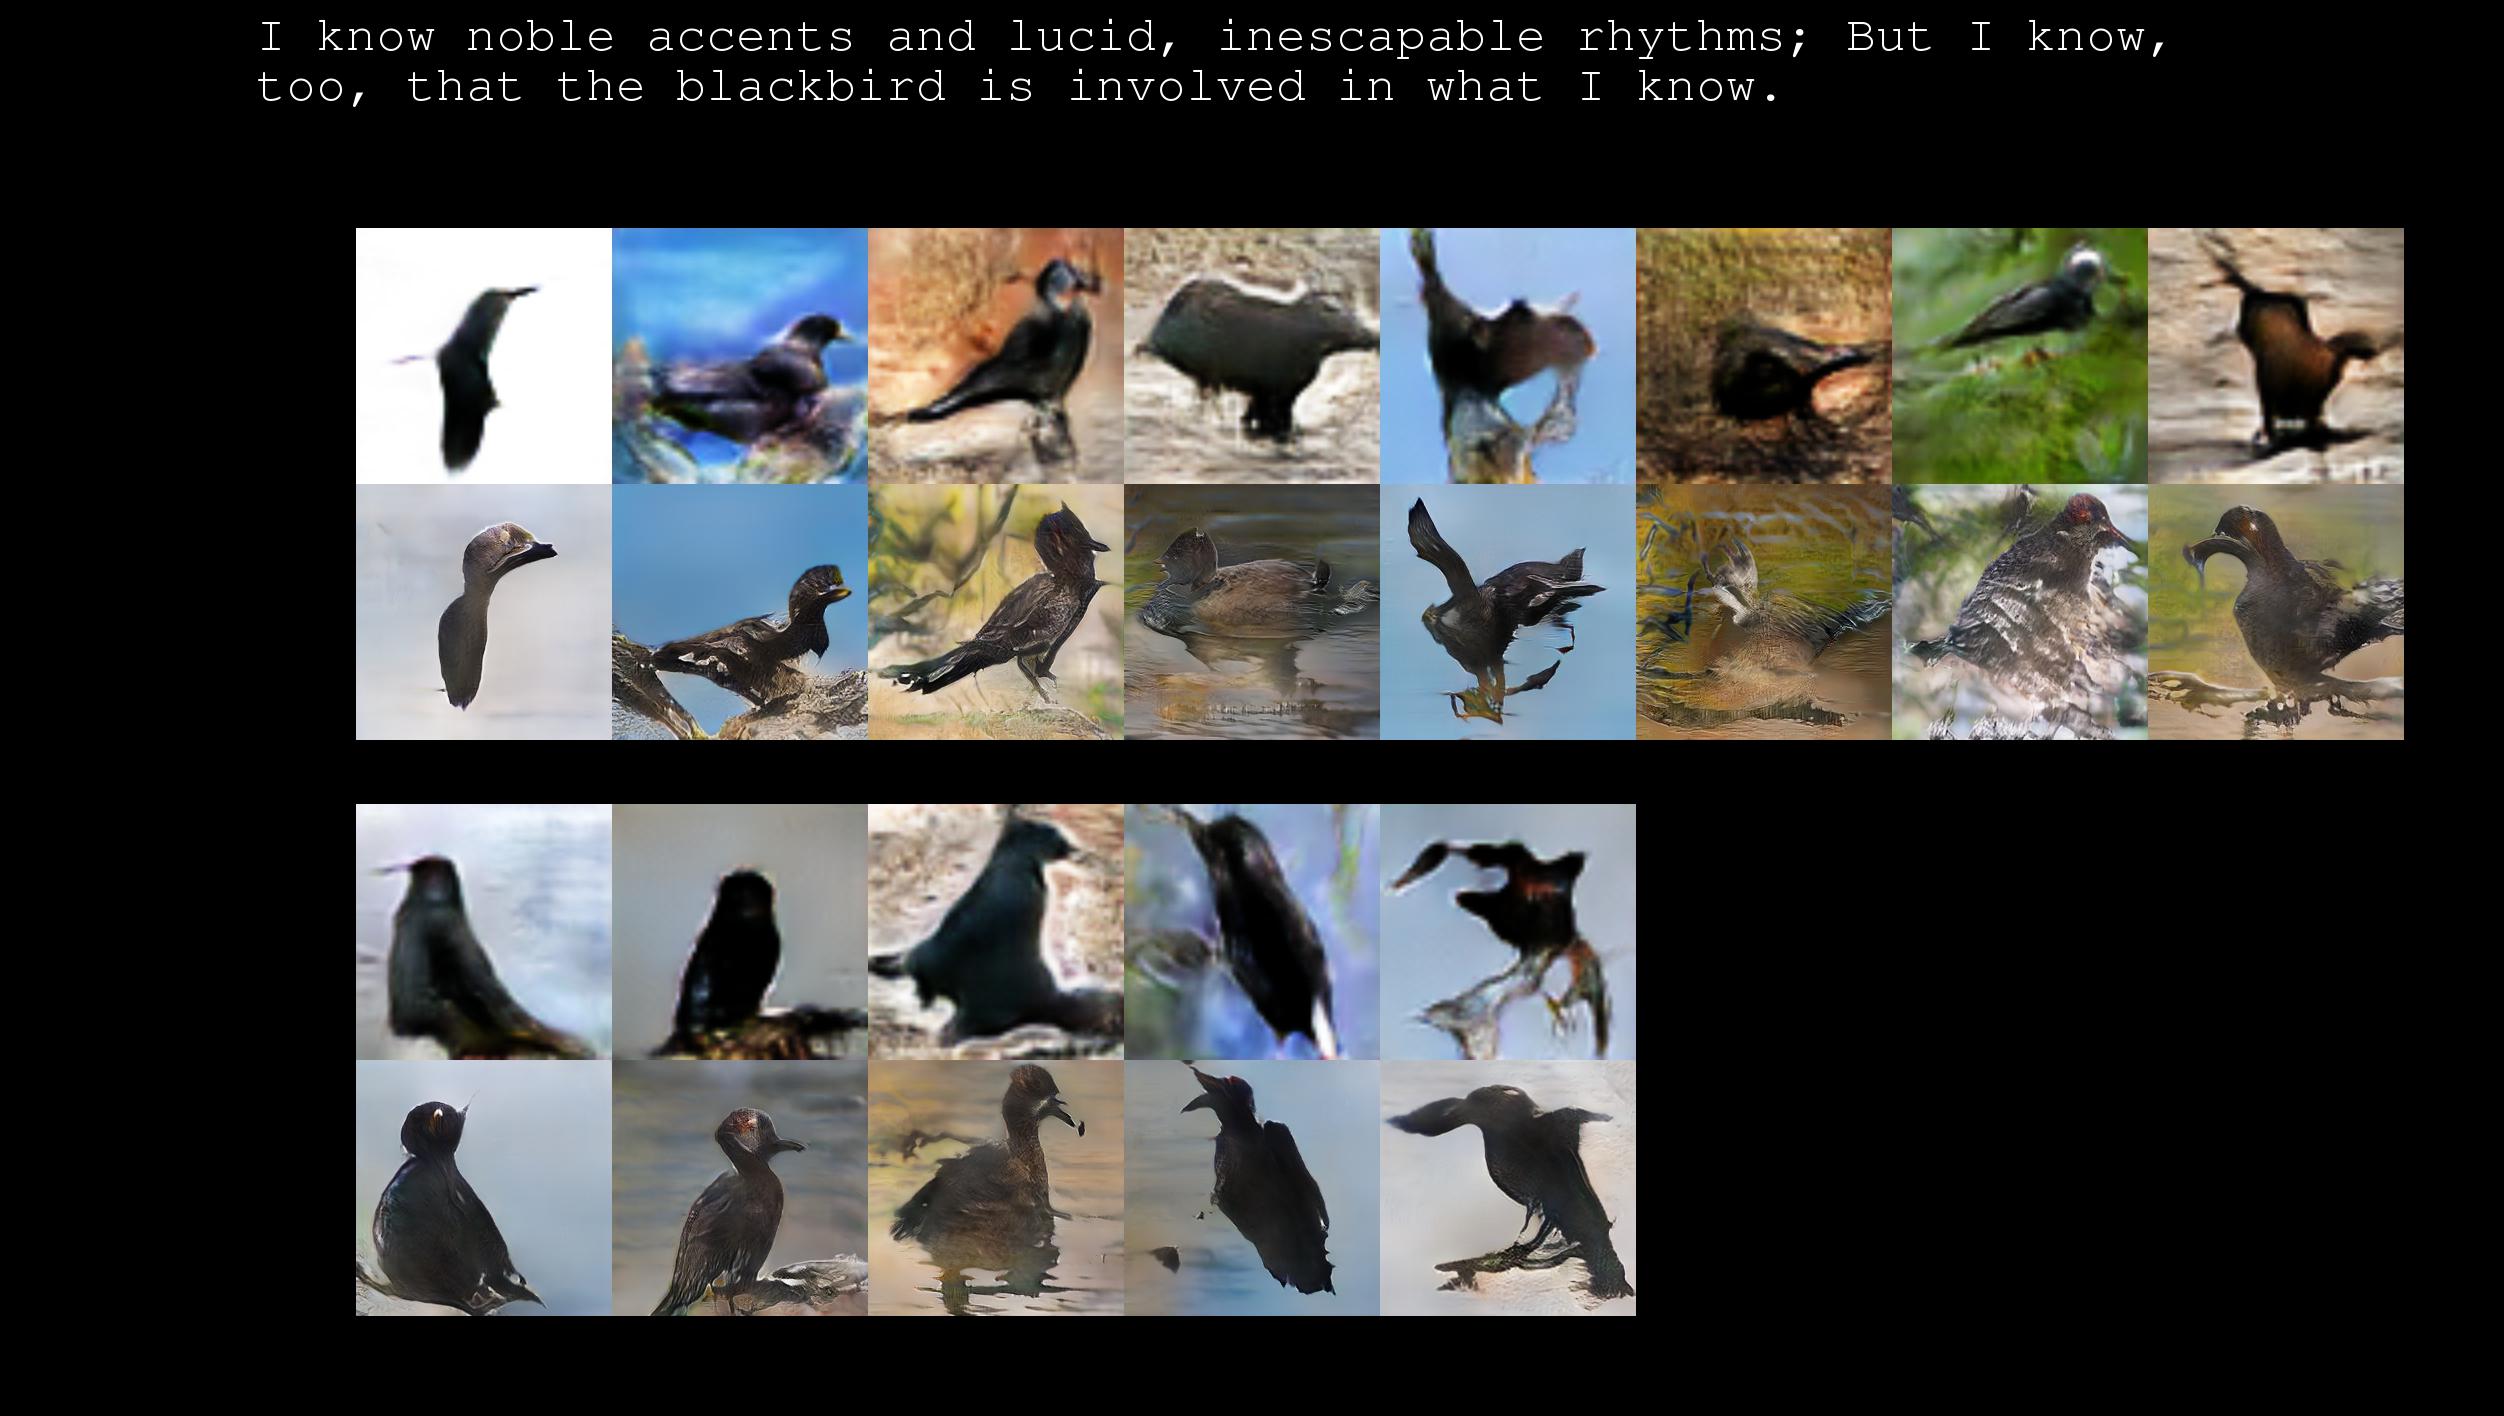 I know noble accents and lucid, inescapable rhythms; But I know,
too, that the blackbird is involved in what I know.